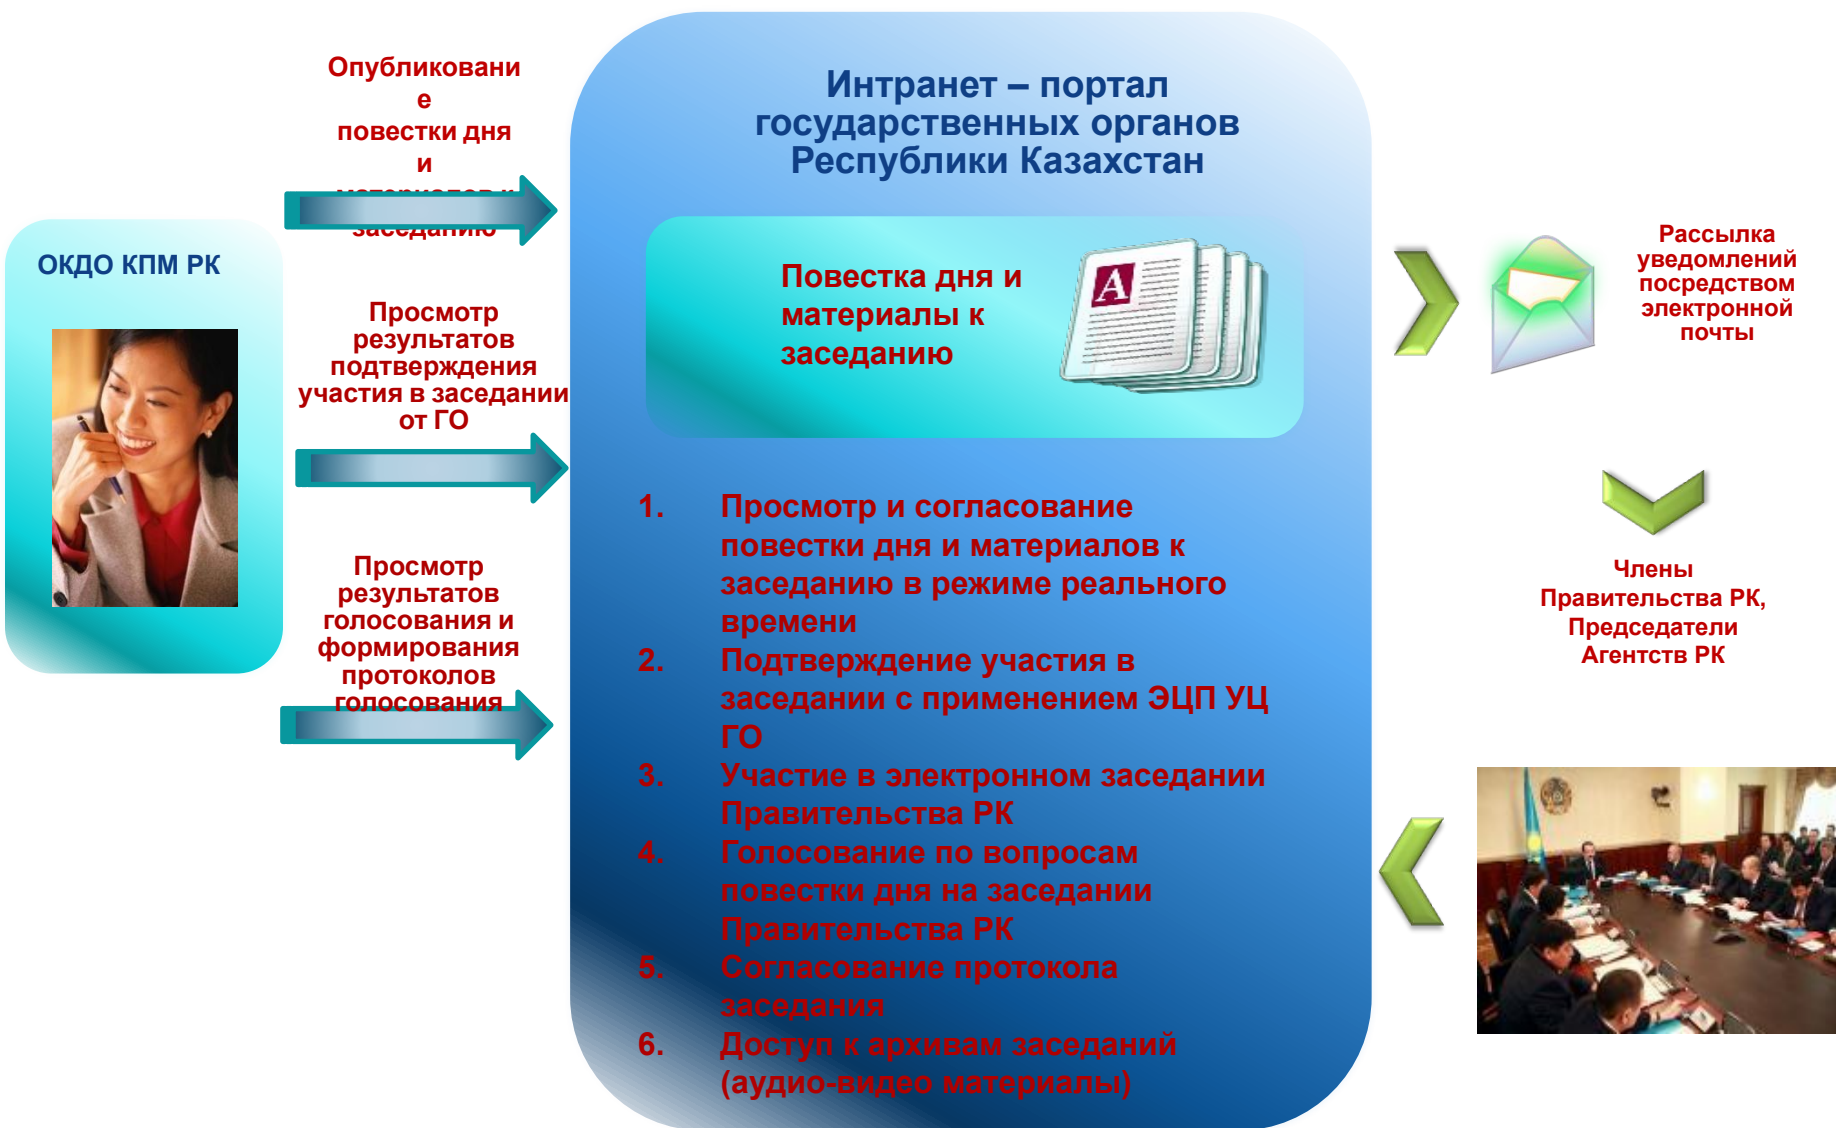 Опубликовани
е
повестки дня
и
материалов к
заседанию
ОКДО КПМ РК
Просмотр
результатов
подтверждения
участия в заседании
от ГО
Просмотр
результатов
голосования и
формирования
протоколов
голосования
Интранет – портал
государственных органов
Республики Казахстан
Повестка дня и
материалы к
заседанию
A
1. Просмотр и согласование
повестки дня и материалов к
заседанию в режиме реального
времени
2. Подтверждение участия в
заседании с применением ЭЦП УЦ
ГО
3. Участие в электронном заседании
Правительства РК
4. Голосование по вопросам
повестки дня на заседании
Правительства РК
5. Согласование протокола
заседания
6. Доступ к архивам заседаний
(аудио-видео материалы)
Рассылка
уведомлений
посредством
электронной
почты
Члены
Правительства РК,
Председатели
Агентств РК